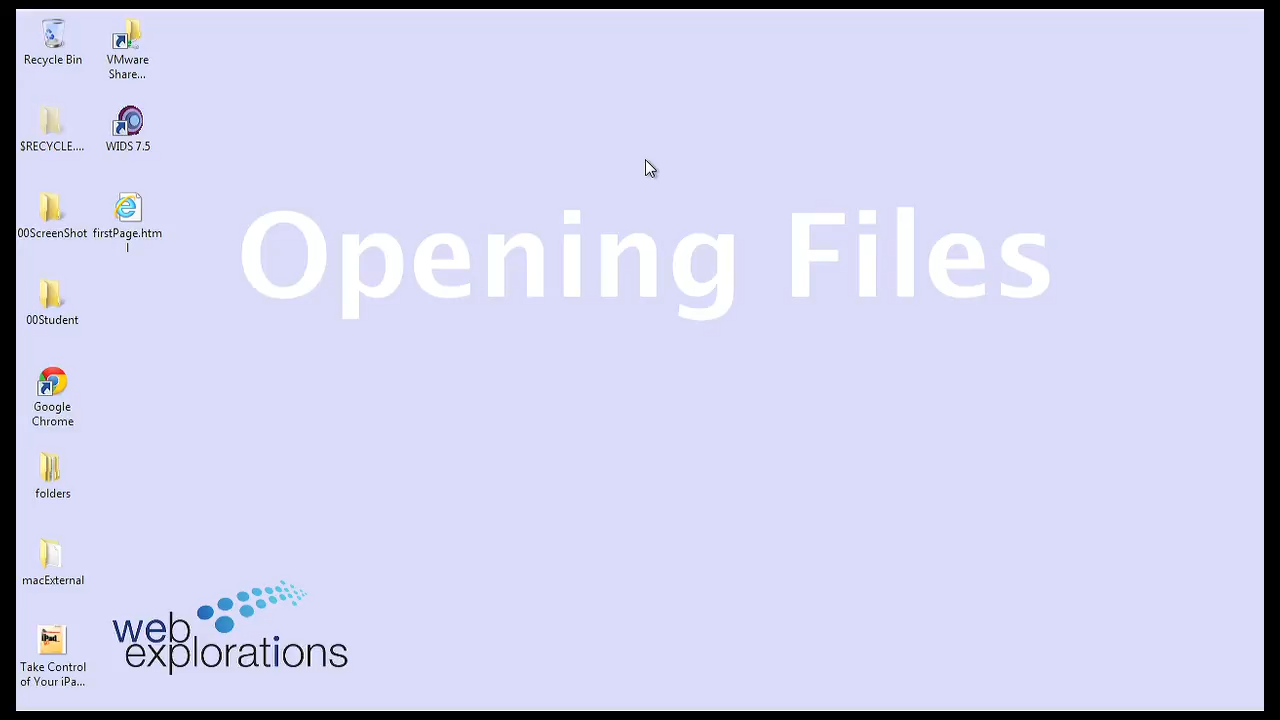 Recycle Bin
VMware
Share...
$RECYCLE....
WIDS 7.5
Opening Files
00ScreenShot
firstPage.htm
l
00Student
Google
Chrome
folders
macExternal
iPad
Take Control
of Your iPa...
web
explorations